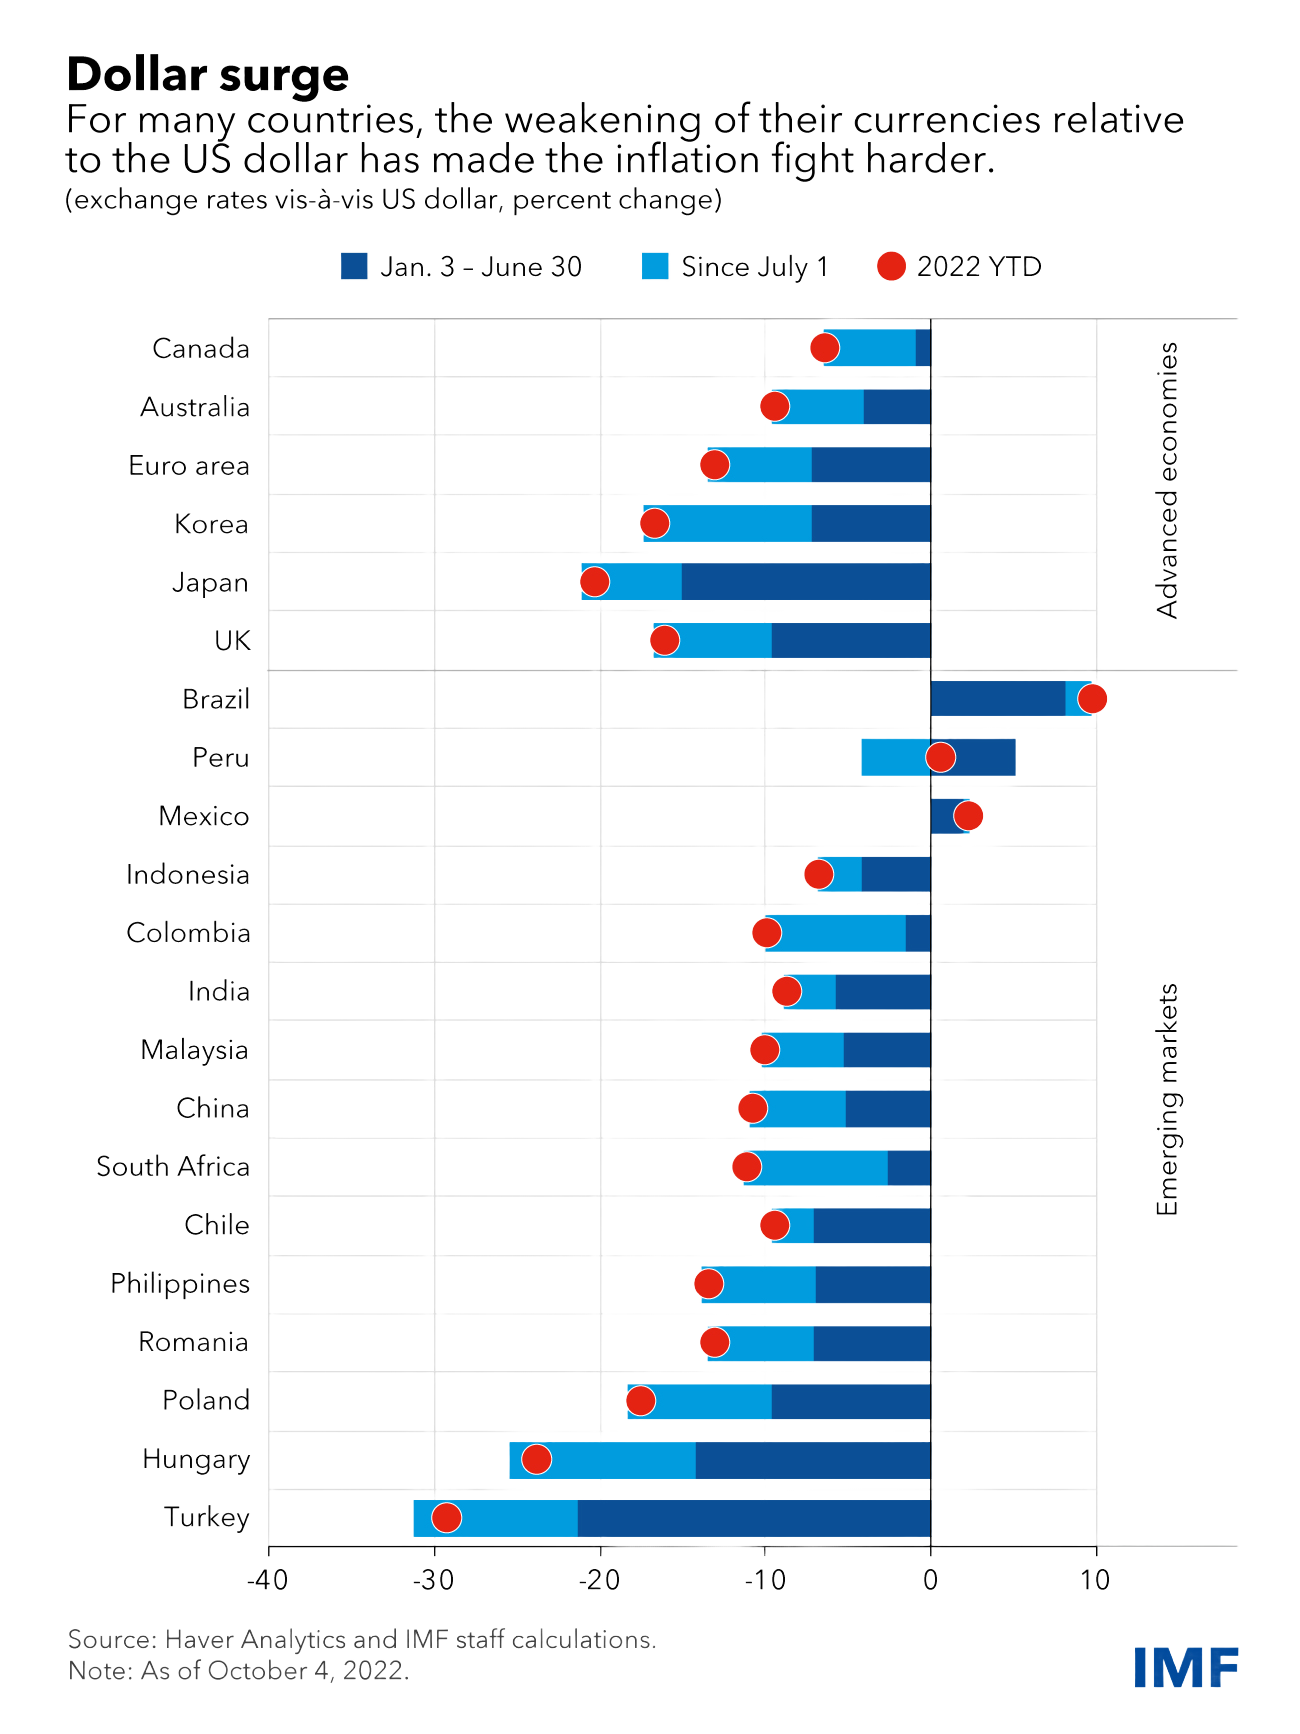 Dollar surge
For many countries, the weakening of their currencies relative
to the US dollar has made the inflation fight harder.
(exchange rates vis-à-vis US dollar, percent change)
Jan. 3 – June 30
Since July 1
2022 YTD
Canada
Australia
Euro area
Korea
Japan
UK
Advanced economies
Brazil
Peru
Mexico
Indonesia
Colombia
India
Malaysia
China
South Africa
Chile
Philippines
Romania
Poland
Hungary
Turkey
Emerging markets
-40 -30 -20 -10 0 10
Source: Haver Analytics and IMF staff calculations.
Note: As of October 4, 2022.
IMF